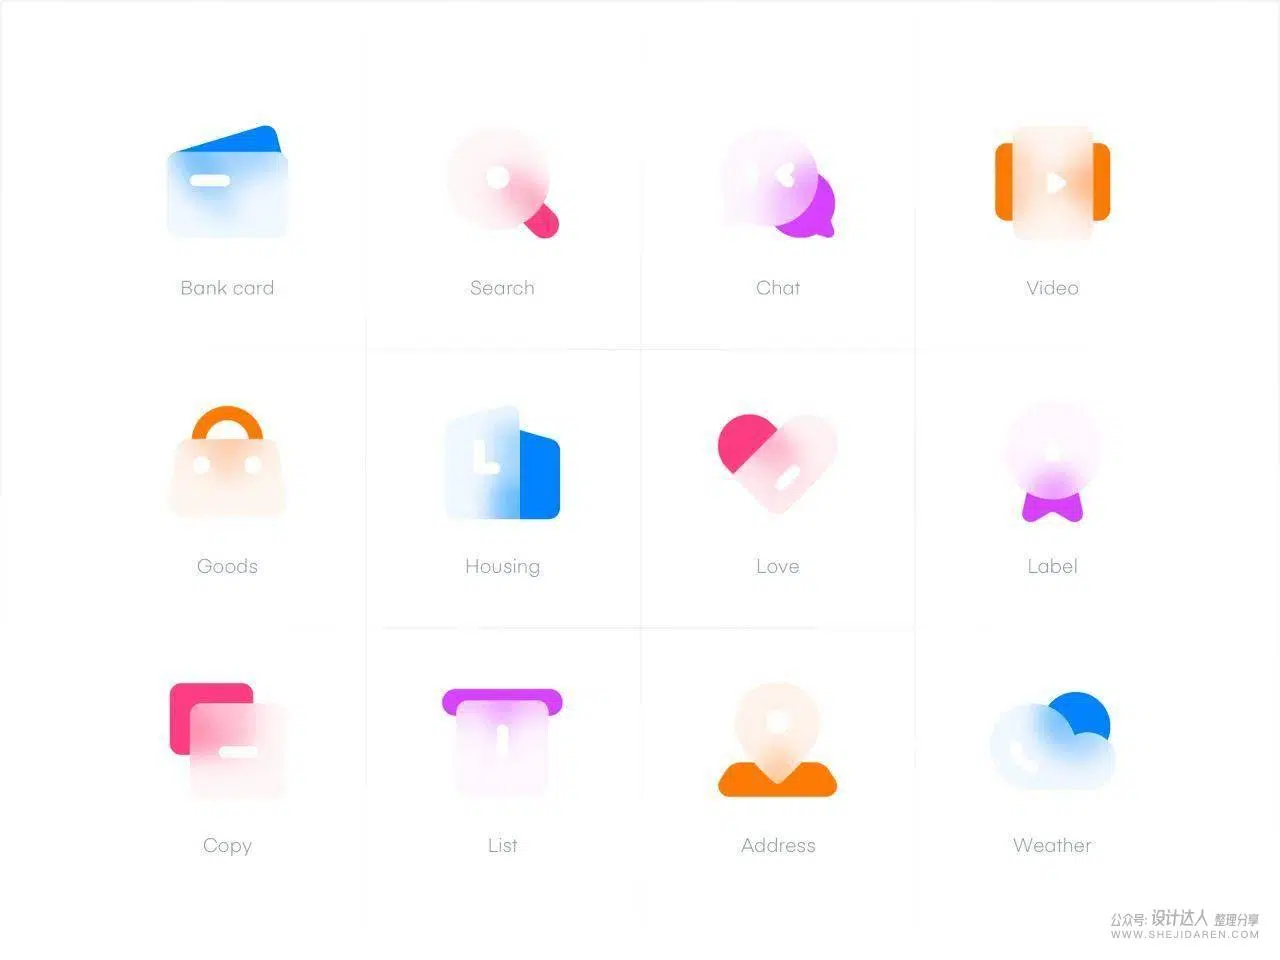 Bank card
Search
Chat
Video
Goods
Housing
Love
Label
Copy
List
Address
Weather
公众号: 设计达人 整理分享
WWW.SHEJIDAREN.COM